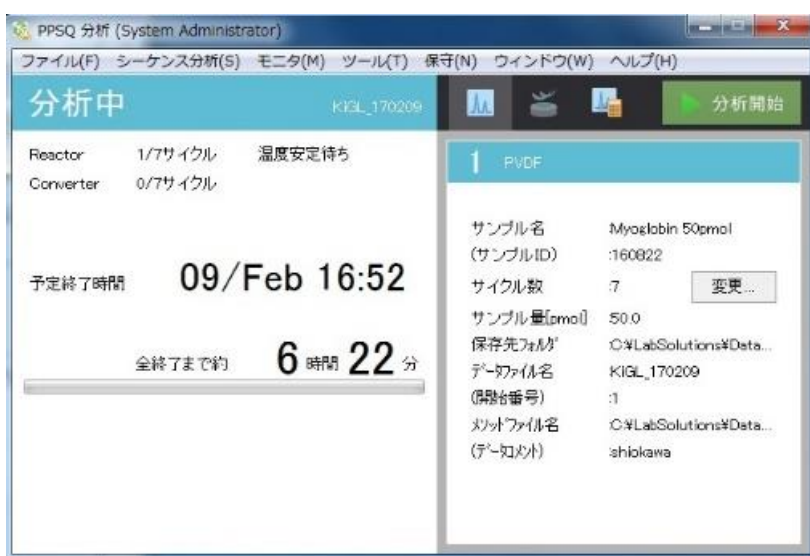 PPSQ 分析 (System Administrator)
ファイル(F) シーケンス分析(S) モニタ(M) ツール(T) 保守(N) ウィンドウ(W) ヘルプ(H)
分析中 KIGL_170209
分析開始
Reactor 1/7サイクル 温度安定待ち
Converter 0/7サイクル
予定終了時間 09/Feb 16:52
全終了まで約 6 時間 22 分
1 PVDF
サンプル名 :Myoglobin 50pmol
(サンプルID) :160822
サイクル数 :7 変更...
サンプル量[pmol] :50.0
保存先フォルダ :C:¥LabSolutions¥Data...
データファイル名 :KIGL_170209
(開始番号) :1
メソッドファイル名 :C:¥LabSolutions¥Data...
(データコメント) :shiokawa